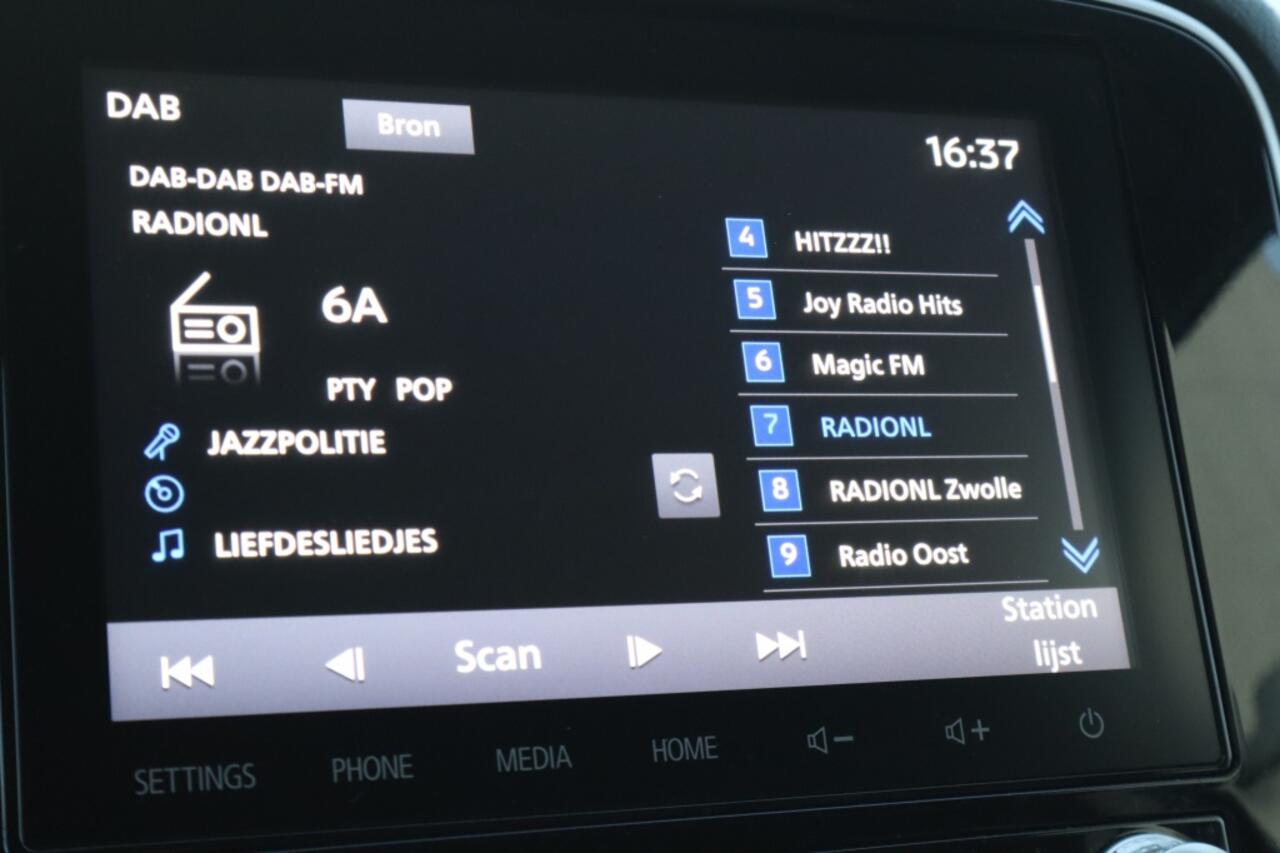 DAB
Bron
16:37
DAB-DAB DAB-FM
RADIONL
6A
PTY POP
JAZZPOLITIE
LIEFDESLIEDJES
4 HITZZZ!!
5 Joy Radio Hits
6 Magic FM
7 RADIONL
8 RADIONL Zwolle
9 Radio Oost
Scan
Station
lijst
SETTINGS
PHONE
MEDIA
HOME